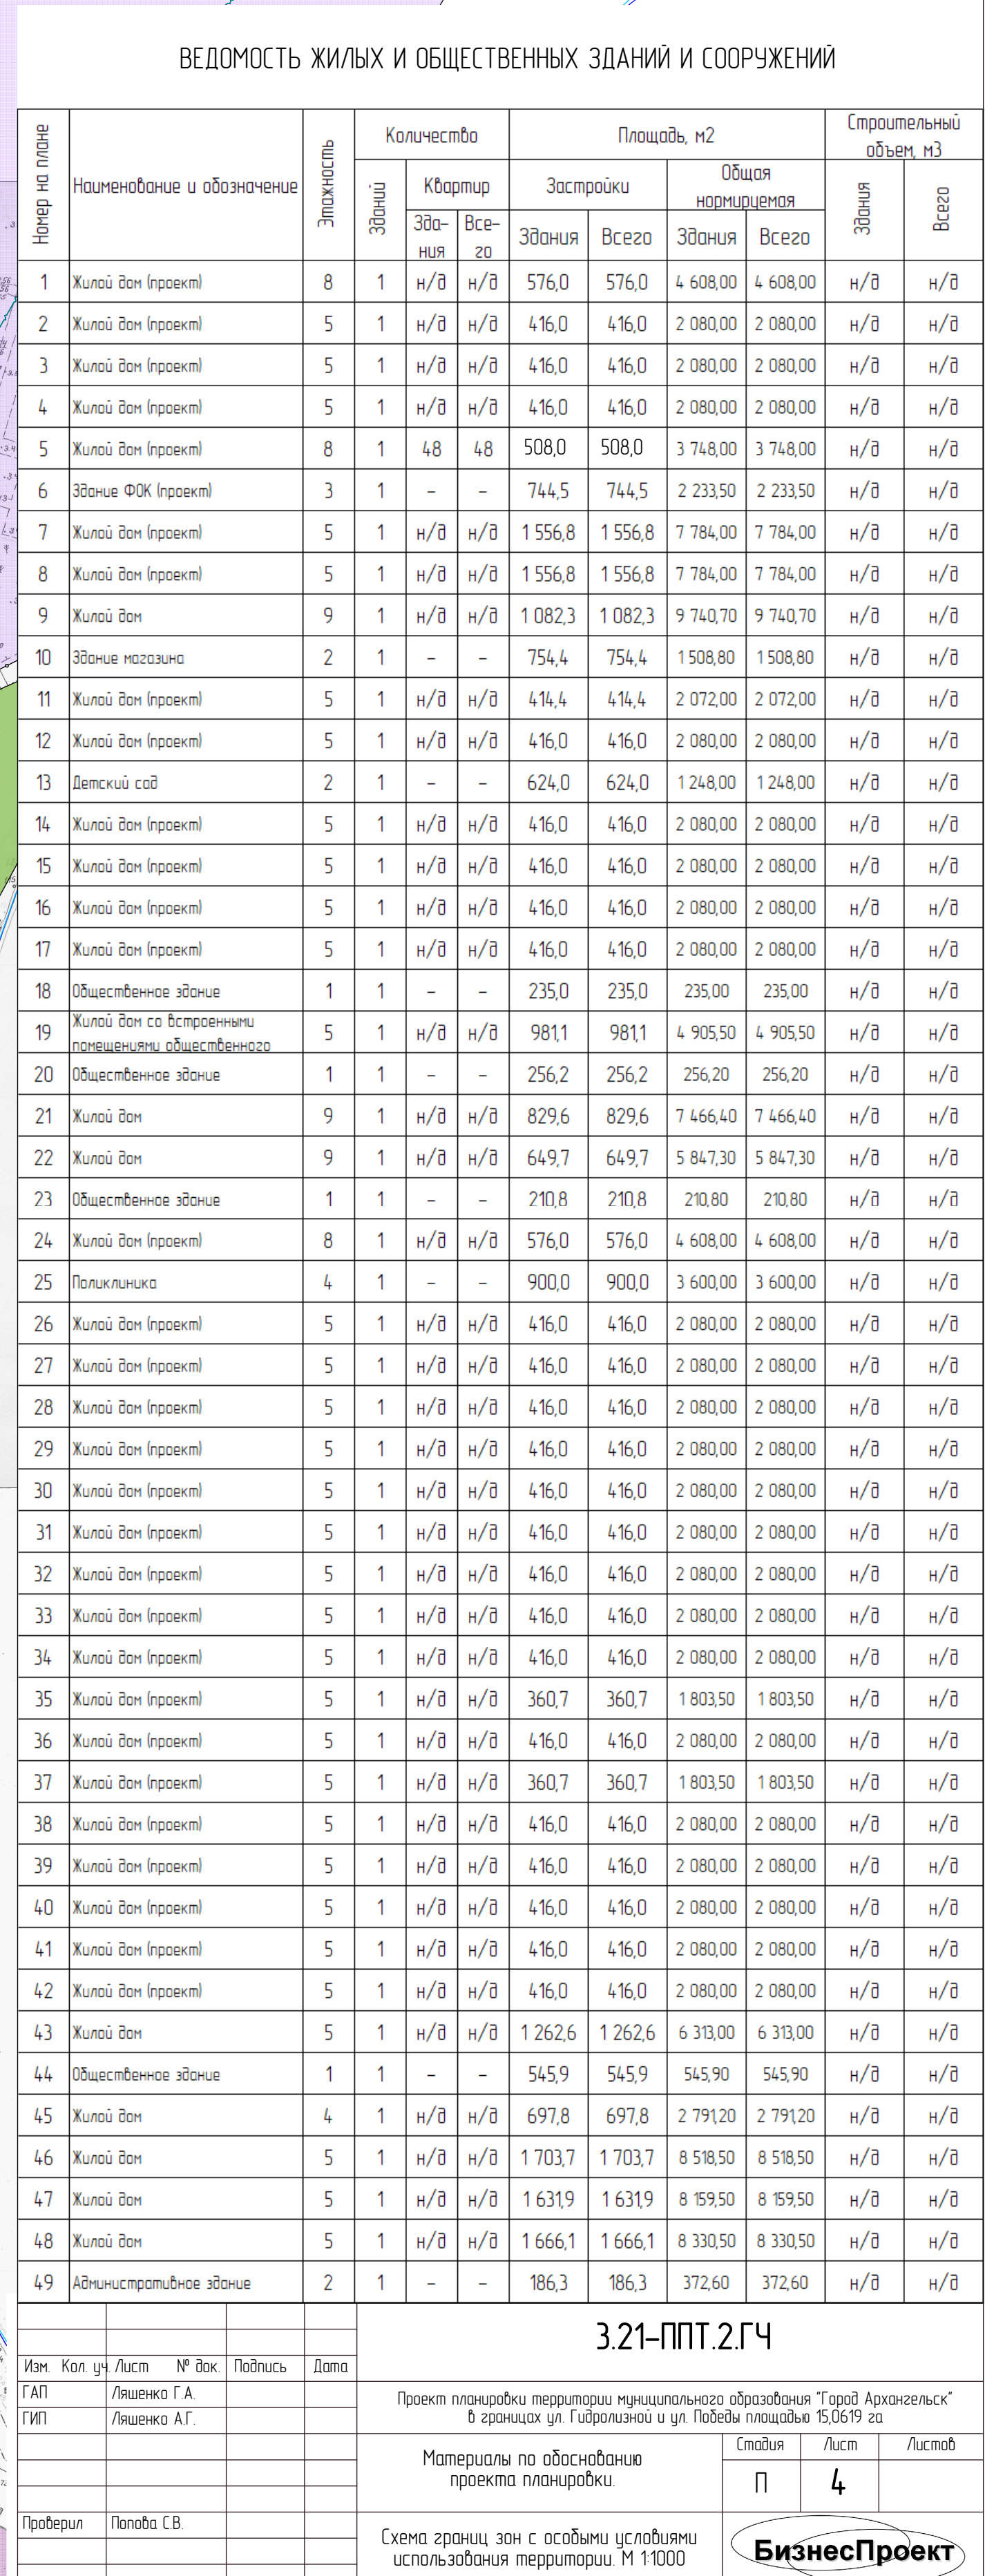 ВЕДОМОСТЬ ЖИЛЫХ И ОБЩЕСТВЕННЫХ ЗДАНИЙ И СООРУЖЕНИЙ
Номер на плане Наименование и обозначение Этажность Количество Площадь, м2 Строительный объем, м3
Зданий Квартир Застройки Общая нормируемая Здания Всего
Зда- ния Все- го Здания Всего Здания Всего
1 Жилой дом (проект) 8 1 н/д н/д 576,0 576,0 4 608,00 4 608,00 н/д н/д
2 Жилой дом (проект) 5 1 н/д н/д 416,0 416,0 2 080,00 2 080,00 н/д н/д
3 Жилой дом (проект) 5 1 н/д н/д 416,0 416,0 2 080,00 2 080,00 н/д н/д
4 Жилой дом (проект) 5 1 н/д н/д 416,0 416,0 2 080,00 2 080,00 н/д н/д
5 Жилой дом (проект) 8 1 48 48 508,0 508,0 3 748,00 3 748,00 н/д н/д
6 Здание ФОК (проект) 3 1 – – 744,5 744,5 2 233,50 2 233,50 н/д н/д
7 Жилой дом (проект) 5 1 н/д н/д 1 556,8 1 556,8 7 784,00 7 784,00 н/д н/д
8 Жилой дом (проект) 5 1 н/д н/д 1 556,8 1 556,8 7 784,00 7 784,00 н/д н/д
9 Жилой дом 9 1 н/д н/д 1 082,3 1 082,3 9 740,70 9 740,70 н/д н/д
10 Здание магазина 2 1 – – 754,4 754,4 1 508,80 1 508,80 н/д н/д
11 Жилой дом (проект) 5 1 н/д н/д 414,4 414,4 2 072,00 2 072,00 н/д н/д
12 Жилой дом (проект) 5 1 н/д н/д 416,0 416,0 2 080,00 2 080,00 н/д н/д
13 Детский сад 2 1 – – 624,0 624,0 1 248,00 1 248,00 н/д н/д
14 Жилой дом (проект) 5 1 н/д н/д 416,0 416,0 2 080,00 2 080,00 н/д н/д
15 Жилой дом (проект) 5 1 н/д н/д 416,0 416,0 2 080,00 2 080,00 н/д н/д
16 Жилой дом (проект) 5 1 н/д н/д 416,0 416,0 2 080,00 2 080,00 н/д н/д
17 Жилой дом (проект) 5 1 н/д н/д 416,0 416,0 2 080,00 2 080,00 н/д н/д
18 Общественное здание 1 1 – – 235,0 235,0 235,00 235,00 н/д н/д
19 Жилой дом со встроенными помещениями общественного 5 1 н/д н/д 981,1 981,1 4 905,50 4 905,50 н/д н/д
20 Общественное здание 1 1 – – 256,2 256,2 256,20 256,20 н/д н/д
21 Жилой дом 9 1 н/д н/д 829,6 829,6 7 466,40 7 466,40 н/д н/д
22 Жилой дом 9 1 н/д н/д 649,7 649,7 5 847,30 5 847,30 н/д н/д
23 Общественное здание 1 1 – – 210,8 210,8 210,80 210,80 н/д н/д
24 Жилой дом (проект) 8 1 н/д н/д 576,0 576,0 4 608,00 4 608,00 н/д н/д
25 Поликлиника 4 1 – – 900,0 900,0 3 600,00 3 600,00 н/д н/д
26 Жилой дом (проект) 5 1 н/д н/д 416,0 416,0 2 080,00 2 080,00 н/д н/д
27 Жилой дом (проект) 5 1 н/д н/д 416,0 416,0 2 080,00 2 080,00 н/д н/д
28 Жилой дом (проект) 5 1 н/д н/д 416,0 416,0 2 080,00 2 080,00 н/д н/д
29 Жилой дом (проект) 5 1 н/д н/д 416,0 416,0 2 080,00 2 080,00 н/д н/д
30 Жилой дом (проект) 5 1 н/д н/д 416,0 416,0 2 080,00 2 080,00 н/д н/д
31 Жилой дом (проект) 5 1 н/д н/д 416,0 416,0 2 080,00 2 080,00 н/д н/д
32 Жилой дом (проект) 5 1 н/д н/д 416,0 416,0 2 080,00 2 080,00 н/д н/д
33 Жилой дом (проект) 5 1 н/д н/д 416,0 416,0 2 080,00 2 080,00 н/д н/д
34 Жилой дом (проект) 5 1 н/д н/д 416,0 416,0 2 080,00 2 080,00 н/д н/д
35 Жилой дом (проект) 5 1 н/д н/д 360,7 360,7 1 803,50 1 803,50 н/д н/д
36 Жилой дом (проект) 5 1 н/д н/д 416,0 416,0 2 080,00 2 080,00 н/д н/д
37 Жилой дом (проект) 5 1 н/д н/д 360,7 360,7 1 803,50 1 803,50 н/д н/д
38 Жилой дом (проект) 5 1 н/д н/д 416,0 416,0 2 080,00 2 080,00 н/д н/д
39 Жилой дом (проект) 5 1 н/д н/д 416,0 416,0 2 080,00 2 080,00 н/д н/д
40 Жилой дом (проект) 5 1 н/д н/д 416,0 416,0 2 080,00 2 080,00 н/д н/д
41 Жилой дом (проект) 5 1 н/д н/д 416,0 416,0 2 080,00 2 080,00 н/д н/д
42 Жилой дом (проект) 5 1 н/д н/д 416,0 416,0 2 080,00 2 080,00 н/д н/д
43 Жилой дом 5 1 н/д н/д 1 262,6 1 262,6 6 313,00 6 313,00 н/д н/д
44 Общественное здание 1 1 – – 545,9 545,9 545,90 545,90 н/д н/д
45 Жилой дом 4 1 н/д н/д 697,8 697,8 2 791,20 2 791,20 н/д н/д
46 Жилой дом 5 1 н/д н/д 1 703,7 1 703,7 8 518,50 8 518,50 н/д н/д
47 Жилой дом 5 1 н/д н/д 1 631,9 1 631,9 8 159,50 8 159,50 н/д н/д
48 Жилой дом 5 1 н/д н/д 1 666,1 1 666,1 8 330,50 8 330,50 н/д н/д
49 Административное здание 2 1 – – 186,3 186,3 372,60 372,60 н/д н/д
3.21-ППТ.2.ГЧ
Изм. Кол. уч. Лист № док. Подпись Дата
ГАП Ляшенко Г.А.
ГИП Ляшенко А.Г.
Проект планировки территории муниципального образования "Город Архангельск"
в границах ул. Гидролизной и ул. Победы площадью 15,0619 га
Материалы по обоснованию
проекта планировки.
Стадия Лист Листов
П 4
Проверил Попова С.В.
Схема границ зон с особыми условиями
использования территории. М 1:1000
БизнесПроект